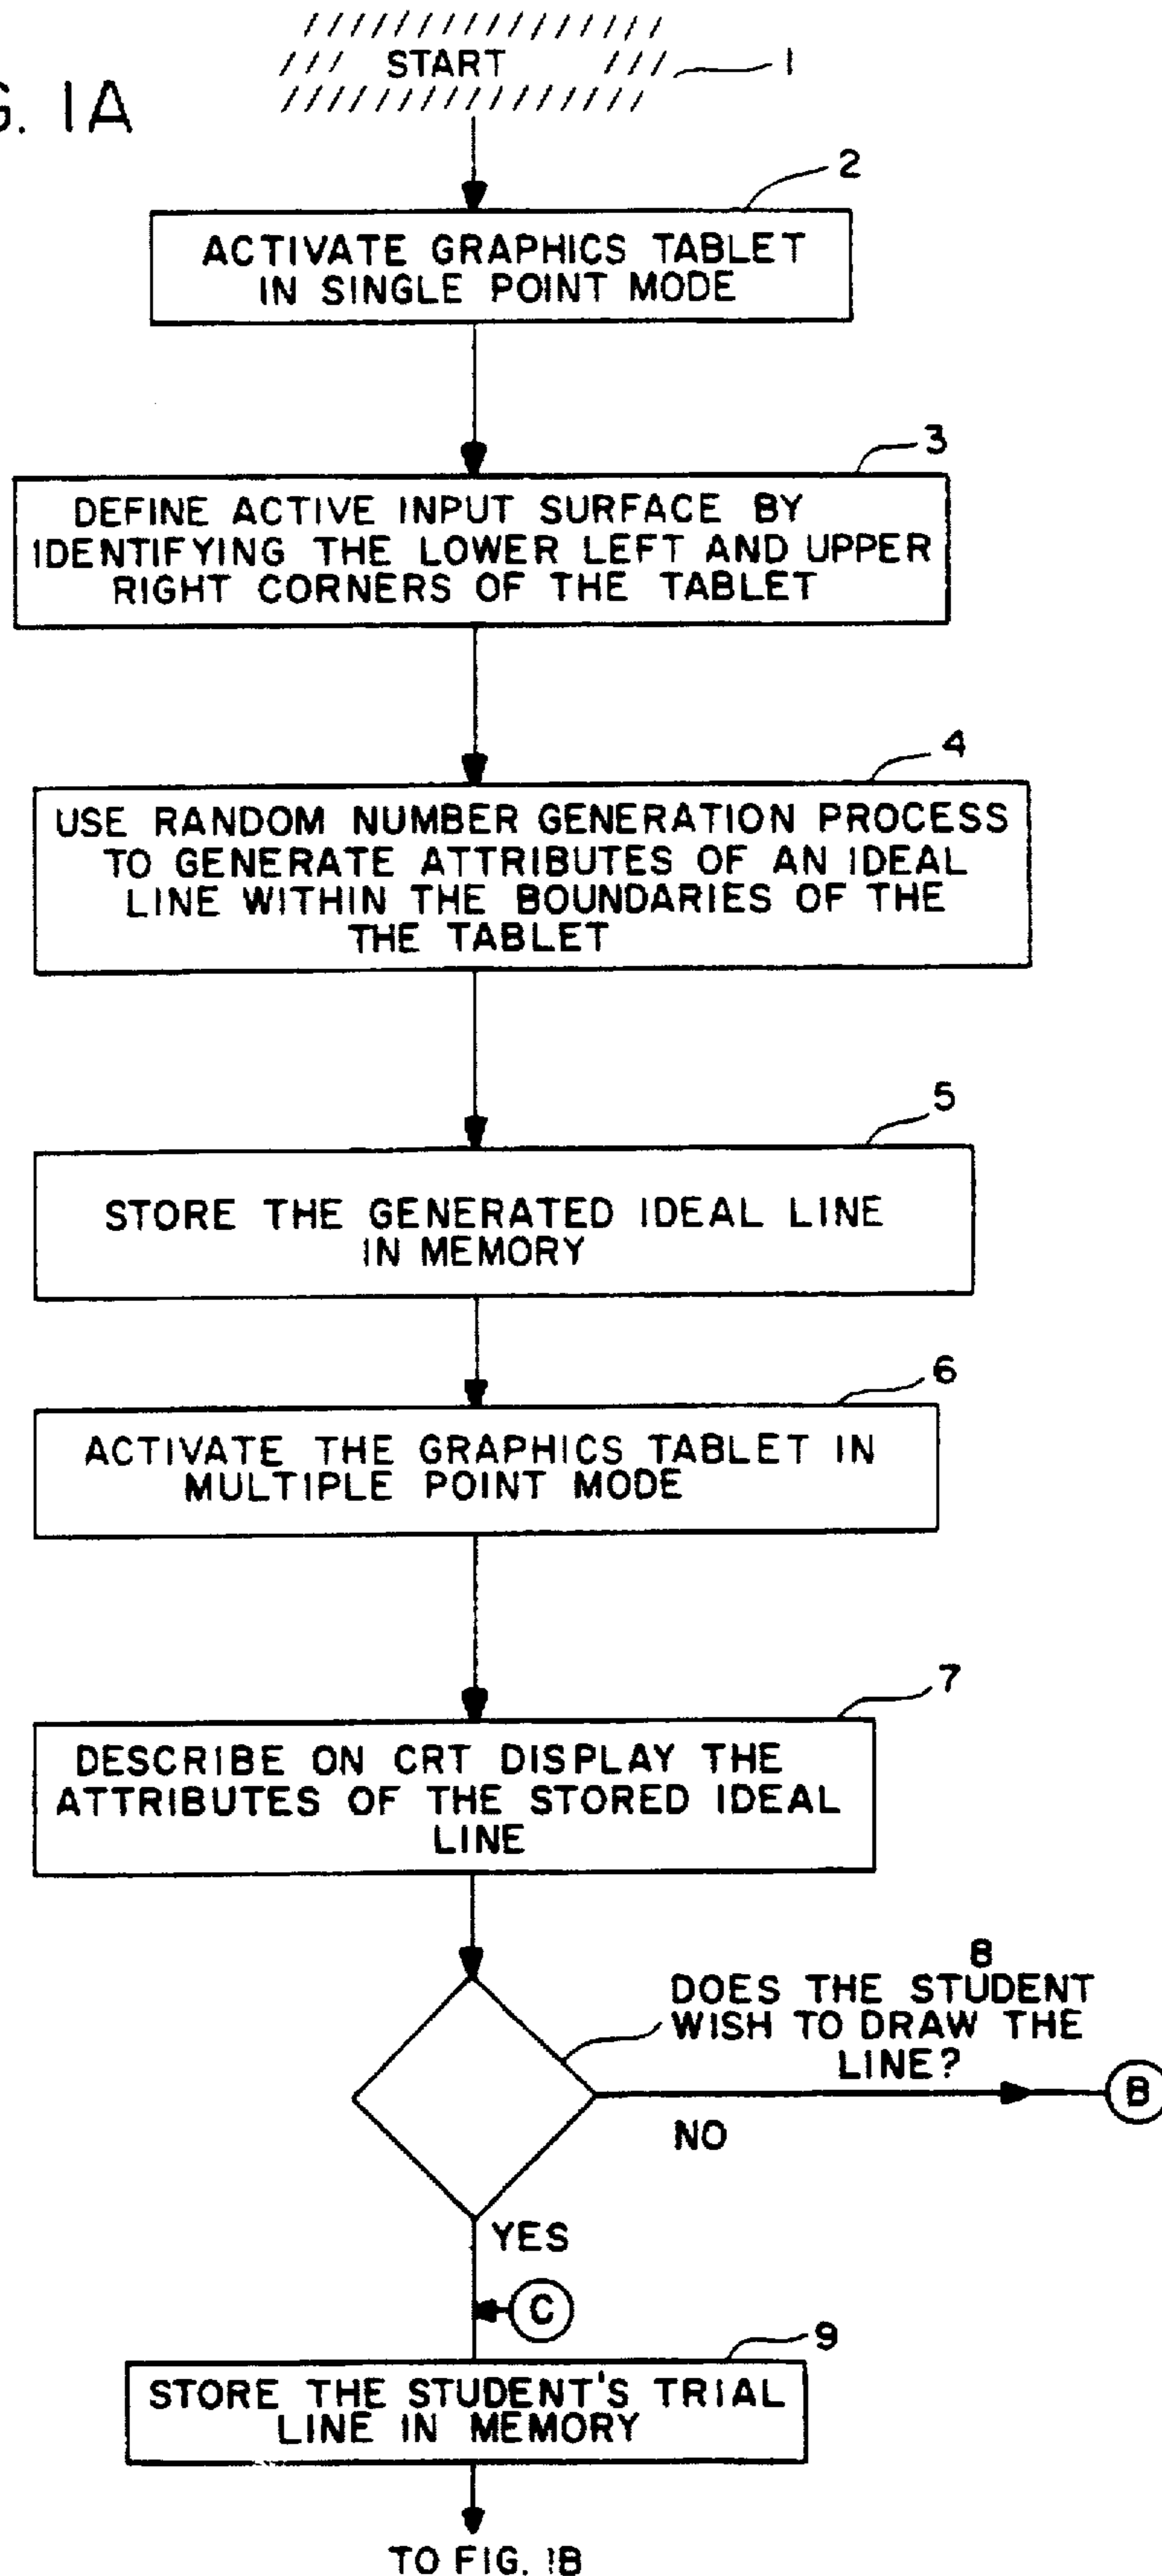 G. 1A
START
1
2
ACTIVATE GRAPHICS TABLET
IN SINGLE POINT MODE
3
DEFINE ACTIVE INPUT SURFACE BY
IDENTIFYING THE LOWER LEFT AND UPPER
RIGHT CORNERS OF THE TABLET
4
USE RANDOM NUMBER GENERATION PROCESS
TO GENERATE ATTRIBUTES OF AN IDEAL
LINE WITHIN THE BOUNDARIES OF THE
THE TABLET
5
STORE THE GENERATED IDEAL LINE
IN MEMORY
6
ACTIVATE THE GRAPHICS TABLET IN
MULTIPLE POINT MODE
7
DESCRIBE ON CRT DISPLAY THE
ATTRIBUTES OF THE STORED IDEAL
LINE
8
DOES THE STUDENT
WISH TO DRAW THE
LINE?
B
NO
YES
C
9
STORE THE STUDENT'S TRIAL
LINE IN MEMORY
TO FIG. 1B